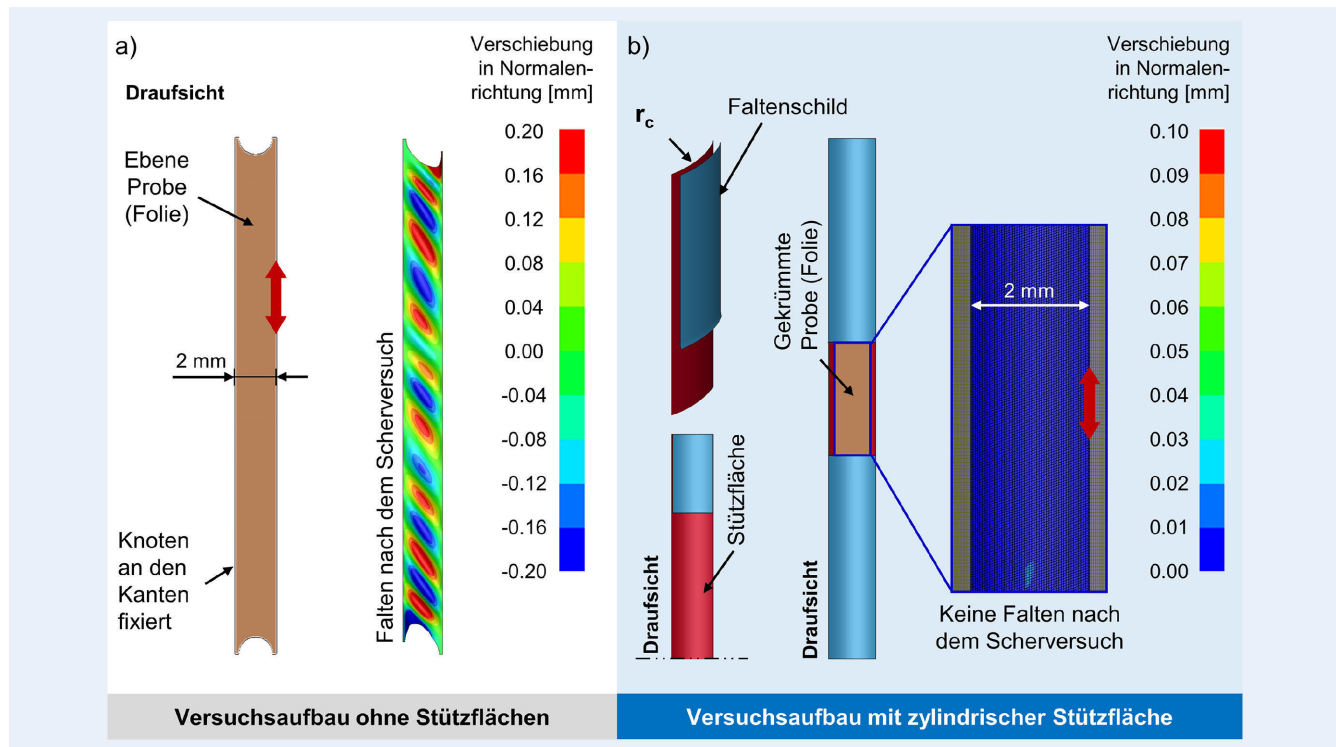 a)
Draufsicht
Verschiebung
in Normalen-
richtung [mm]
Ebene
Probe
(Folie)
2 mm
Knoten
an den
Kanten
fixiert
Falten nach dem Scherversuch
0.20
0.16
0.12
0.08
0.04
0.00
-0.04
-0.08
-0.12
-0.16
-0.20
Versuchsaufbau ohne Stützflächen
b)
rc
Faltenschild
Verschiebung
in Normalen-
richtung [mm]
Gekrümmte
Probe (Folie)
2 mm
Stützfläche
Draufsicht
Draufsicht
Keine Falten nach
dem Scherversuch
0.10
0.09
0.08
0.07
0.06
0.05
0.04
0.03
0.02
0.01
0.00
Versuchsaufbau mit zylindrischer Stützfläche